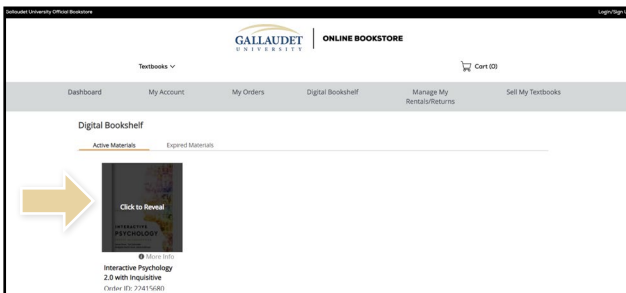 Gallaudet University Official Bookstore
Login/Sign U
GALLAUDET
UNIVERSITY
ONLINE BOOKSTORE
Textbooks
Cart (0)
Dashboard
My Account
My Orders
Digital Bookshelf
Manage My
Rentals/Returns
Sell My Textbooks
Digital Bookshelf
Active Materials
Expired Materials
Click to Reveal
INTERACTIVE
PSYCHOLOGY
More Info
Interactive Psychology
2.0 with Inquisitive
Order ID: 22415680